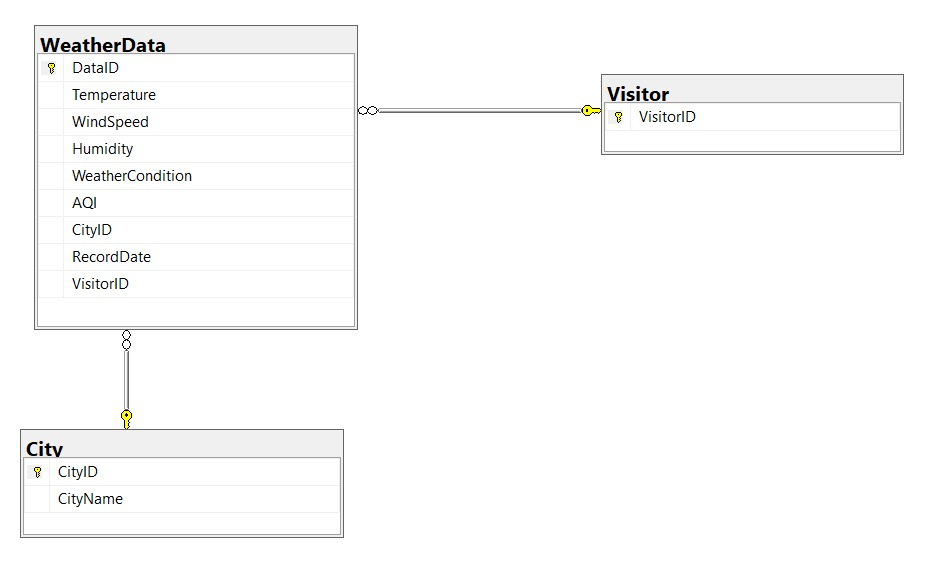 WeatherData
DataID
Temperature
WindSpeed
Humidity
WeatherCondition
AQI
CityID
RecordDate
VisitorID
Visitor
VisitorID
City
CityID
CityName